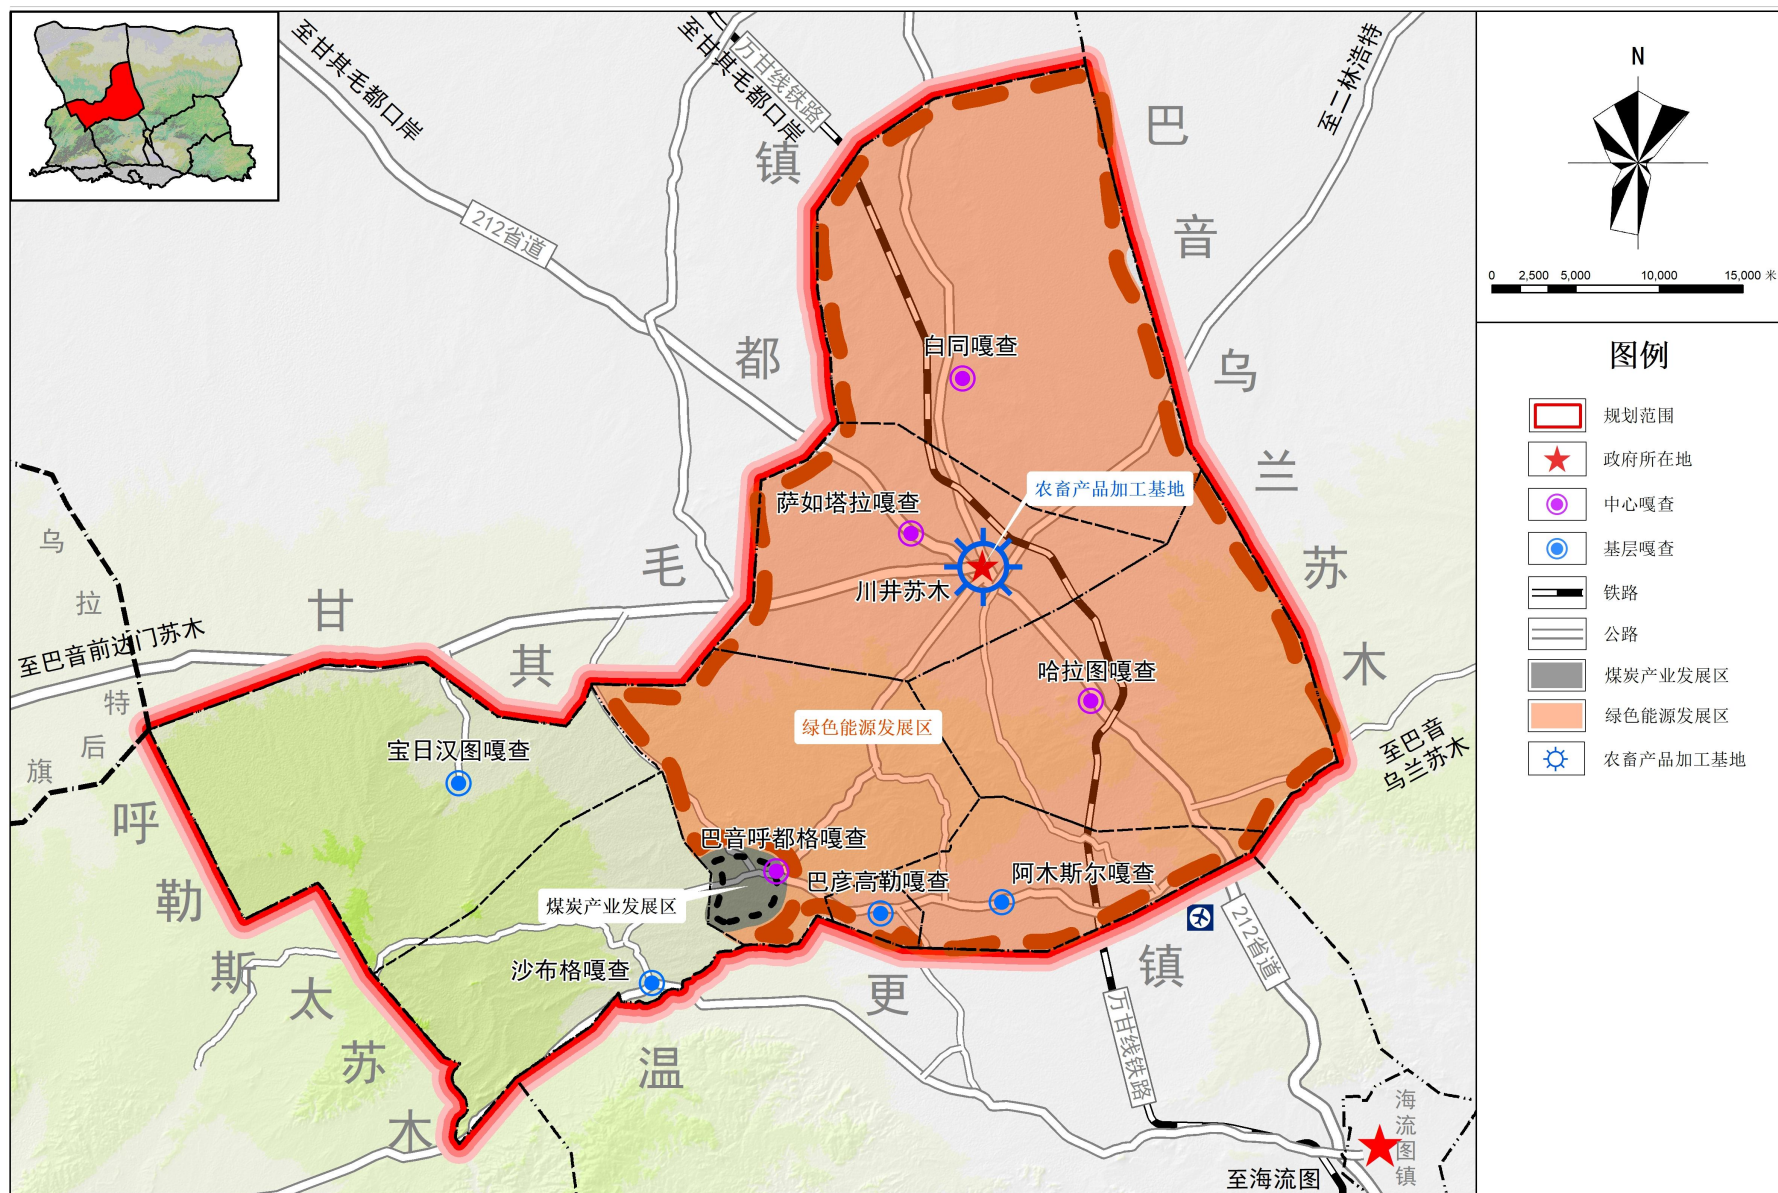 至甘其毛都口岸
至甘其毛都口岸
万甘线铁路
至二林浩特
212省道
巴音乌兰苏木
甘其毛都镇
白同嘎查
农畜产品加工基地
萨如塔拉嘎查
川井苏木
乌拉特后旗
至巴音前达门苏木
哈拉图嘎查
绿色能源发展区
宝日汉图嘎查
至巴音
乌兰苏木
呼勒斯太苏木
巴音呼都格嘎查
巴彦高勒嘎查
阿木斯尔嘎查
煤炭产业发展区
沙布格嘎查
212省道
温更镇
万甘线铁路
海流图镇
至海流图
N
0 2,500 5,000 10,000 15,000 米
图例
规划范围
政府所在地
中心嘎查
基层嘎查
铁路
公路
煤炭产业发展区
绿色能源发展区
农畜产品加工基地